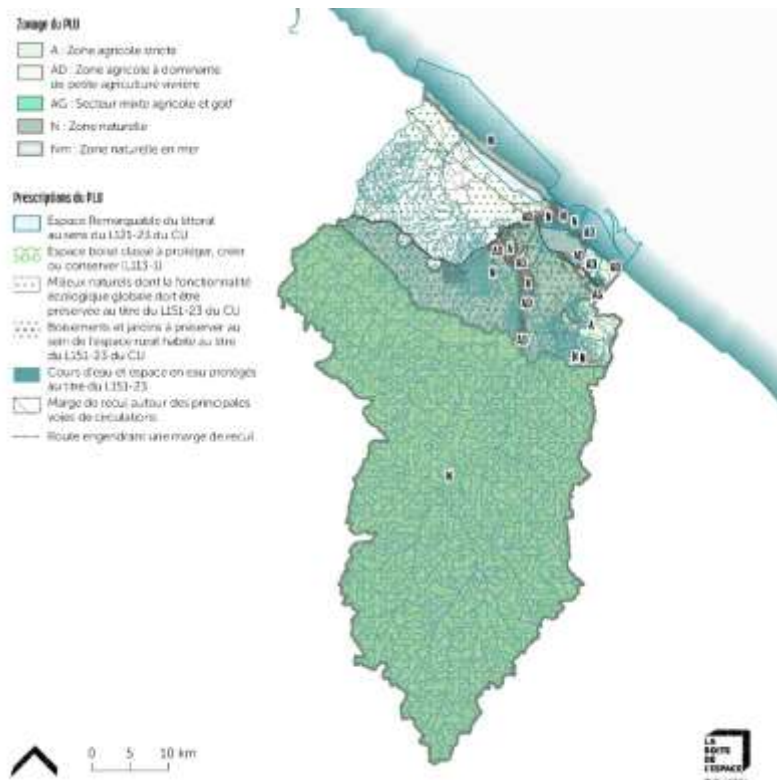 Zonage du PLU
A : Zone agricole stricte
AD : Zone agricole à dominante
de petite agriculture vivrière
AG : Secteur mixte agricole et golf
N : Zone naturelle
Nm : Zone naturelle en mer
Prescriptions du PLU
Espace Remarquable du littoral
au sens du L121-23 du CU
Espace boisé classé à protéger, créer
ou conserver (L113-1)
Milieux naturels dont la fonctionnalité
écologique globale doit être
préservée au titre du L151-23 du CU
Boisements et jardins à préserver au
sein de l'espace rural habité au titre
du L151-23 du CU
Cours d'eau et espace en eau protégés
au titre du L151-23
Marge de recul autour des principales
voies de circulations
Route engendrant une marge de recul
N
N
N
AD
AD
N
AD
N
AD
A
N
0 5 10 km
LA
BOITE
DE
L'ESPACE